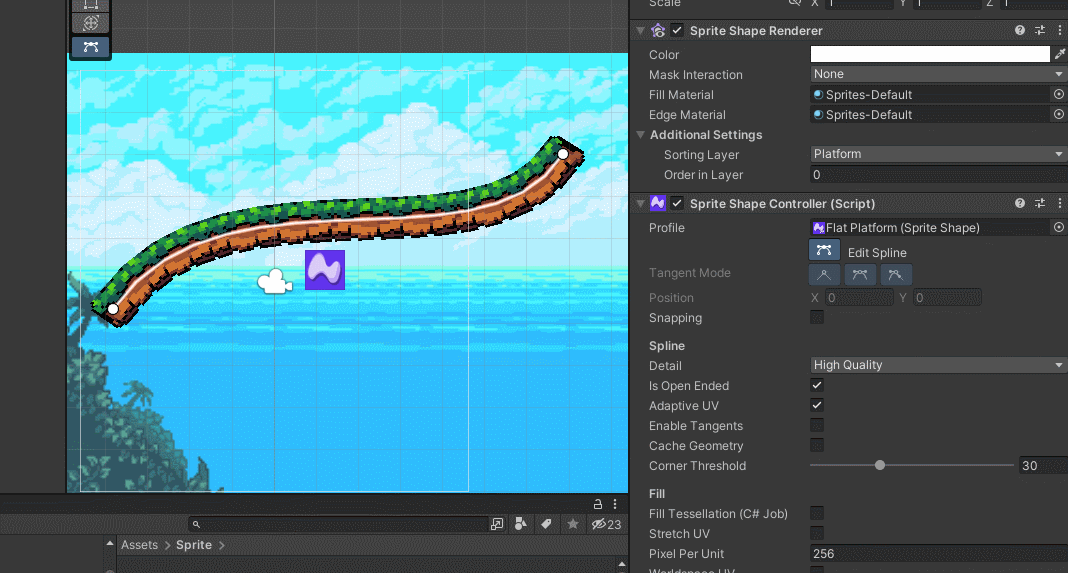 Scale X 1 Y 1 Z 1
Sprite Shape Renderer
Color
Mask Interaction None
Fill Material Sprites-Default
Edge Material Sprites-Default
Additional Settings
Sorting Layer Platform
Order in Layer 0
Sprite Shape Controller (Script)
Profile Flat Platform (Sprite Shape)
Edit Spline
Tangent Mode
Position X 0 Y 0
Snapping
Spline
Detail High Quality
Is Open Ended
Adaptive UV
Enable Tangents
Cache Geometry
Corner Threshold 30
Fill
Fill Tessellation (C# Job)
Stretch UV
Pixel Per Unit 256
Worldspace UV
23
Assets > Sprite >